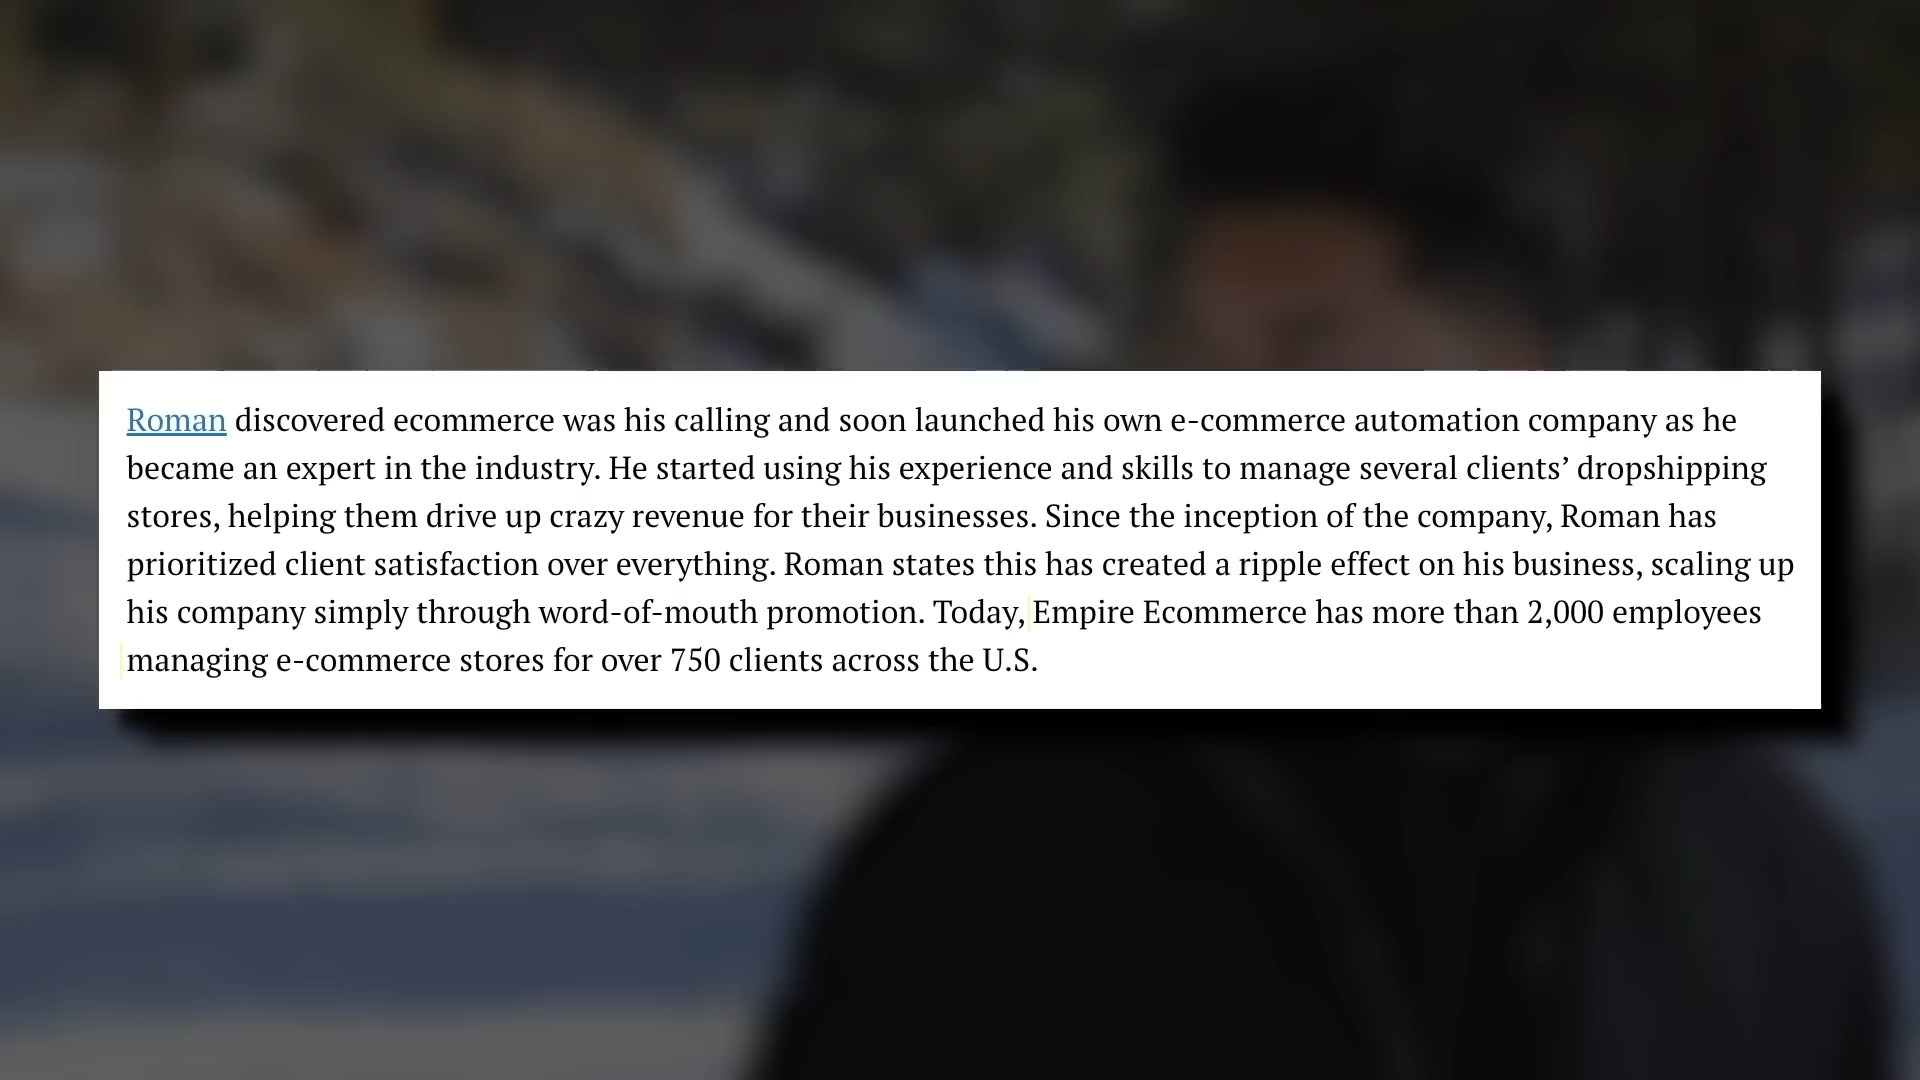 Roman discovered ecommerce was his calling and soon launched his own e-commerce automation company as he
became an expert in the industry. He started using his experience and skills to manage several clients’ dropshipping
stores, helping them drive up crazy revenue for their businesses. Since the inception of the company, Roman has
prioritized client satisfaction over everything. Roman states this has created a ripple effect on his business, scaling up
his company simply through word-of-mouth promotion. Today, Empire Ecommerce has more than 2,000 employees
managing e-commerce stores for over 750 clients across the U.S.